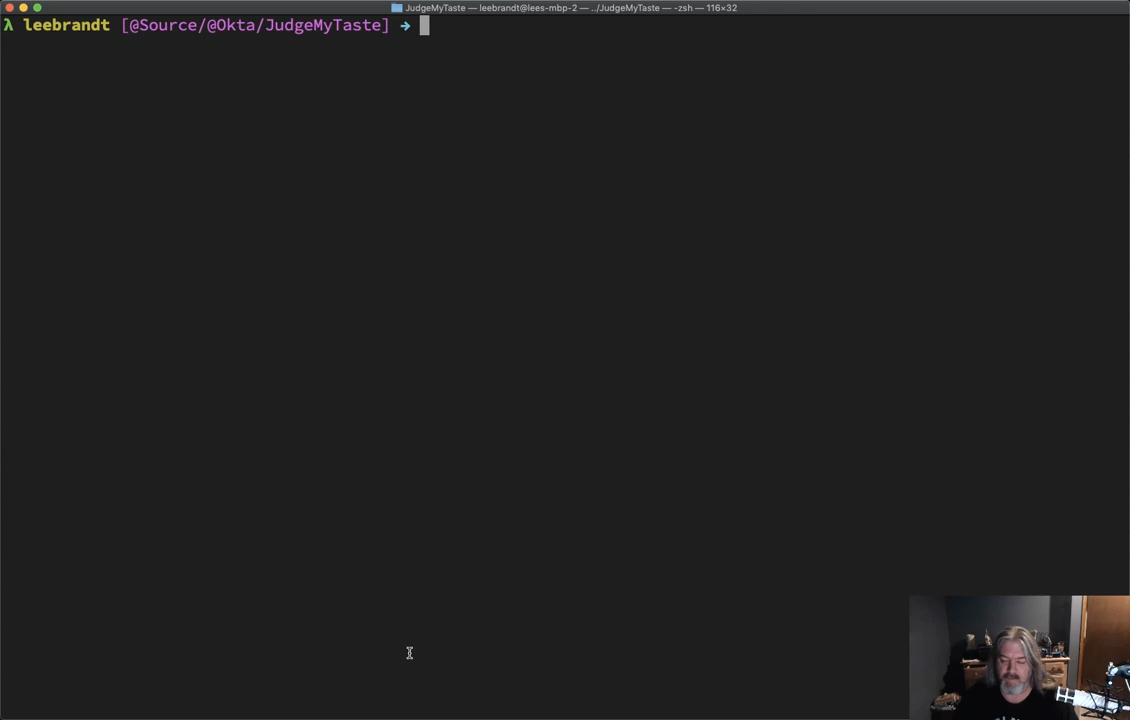 JudgeMyTaste — leebrandt@lees-mbp-2 — ../JudgeMyTaste — -zsh — 116×32
λ leebrandt [@Source/@Okta/JudgeMyTaste] →